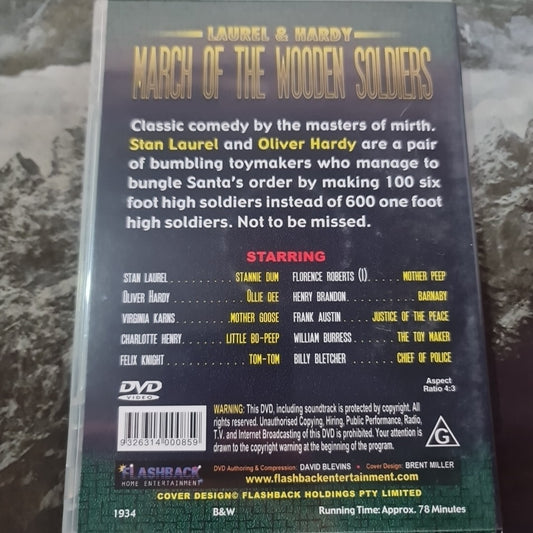 LAUREL & HARDY
MARCH OF THE WOODEN SOLDIERS
Classic comedy by the masters of mirth.
Stan Laurel and Oliver Hardy are a pair
of bumbling toymakers who manage to
bungle Santa's order by making 100 six
foot high soldiers instead of 600 one foot
high soldiers. Not to be missed.
STARRING
STAN LAUREL......STANNIE DUM
OLIVER HARDY......OLLIE DEE
VIRGINIA KARNS......MOTHER GOOSE
CHARLOTTE HENRY......LITTLE BO-PEEP
FELIX KNIGHT......TOM-TOM
FLORENCE ROBERTS (I)......MOTHER PEEP
HENRY BRANDON......BARNABY
FRANK AUSTIN......JUSTICE OF THE PEACE
WILLIAM BURRESS......THE TOY MAKER
BILLY BLETCHER......CHIEF OF POLICE
DVD
VIDEO
Aspect
Ratio 4:3
9326314000859
WARNING: This DVD, including soundtrack is protected by copyright. All
rights reserved. Unauthorised Copying, Hiring, Public Performance, Radio,
T.V. and Internet Broadcasting of this DVD is prohibited. Your attention is
drawn to the copyright warning at the beginning of the program.
G
FLASHBACK
HOME ENTERTAINMENT
DVD Authoring & Compression: DAVID BLEVINS Cover Design: BRENT MILLER
www.flashbackentertainment.com
COVER DESIGN© FLASHBACK HOLDINGS PTY LIMITED
1934 B&W Running Time: Approx. 78 Minutes